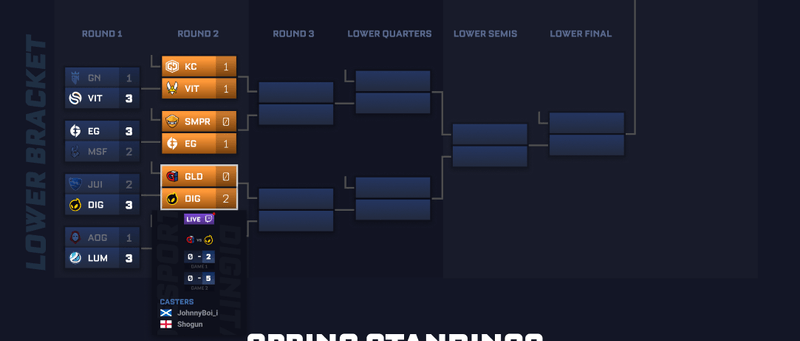 LOWER BRACKET
ROUND 1
ROUND 2
ROUND 3
LOWER QUARTERS
LOWER SEMIS
LOWER FINAL
GN 1
VIT 3
EG 3
MSF 2
JUI 2
DIG 3
AOG 1
LUM 3
KC 1
VIT 1
SMPR 0
EG 1
GLD 0
DIG 2
LIVE
VS
0 - 2
GAME 1
0 - 5
GAME 2
CASTERS
JohnnyBoi_i
Shogun
SPRING STANDINGS